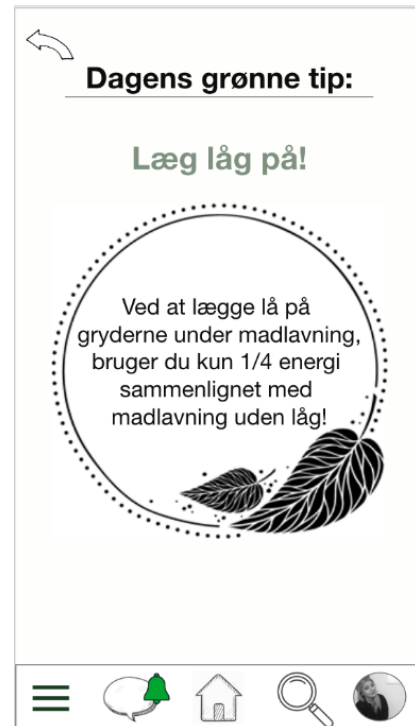 Dagens grønne tip:
Læg låg på!
Ved at lægge lå på
gryderne under madlavning,
bruger du kun 1/4 energi
sammenlignet med
madlavning uden låg!